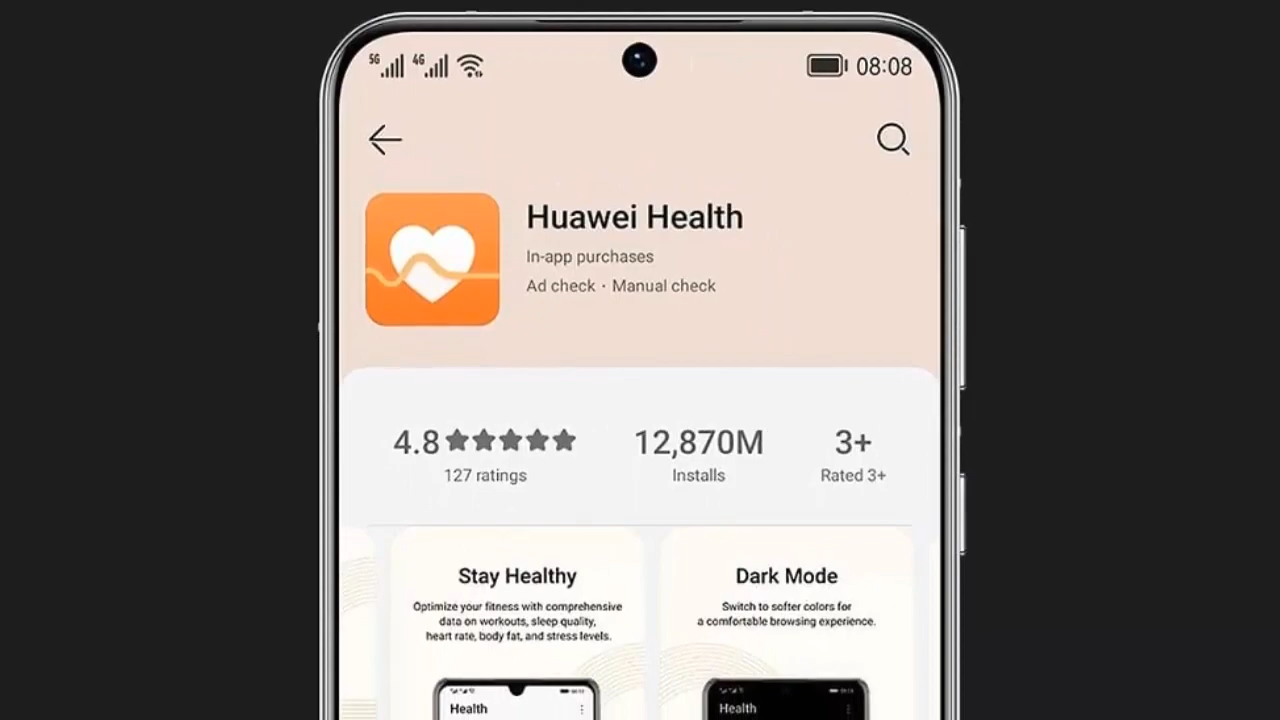 5G 4G 08:08
Huawei Health
In-app purchases
Ad check · Manual check
4.8 12,870M 3+
127 ratings Installs Rated 3+
Stay Healthy
Optimize your fitness with comprehensive
data on workouts, sleep quality,
heart rate, body fat, and stress levels.
Health
Dark Mode
Switch to softer colors for
a comfortable browsing experience.
Health